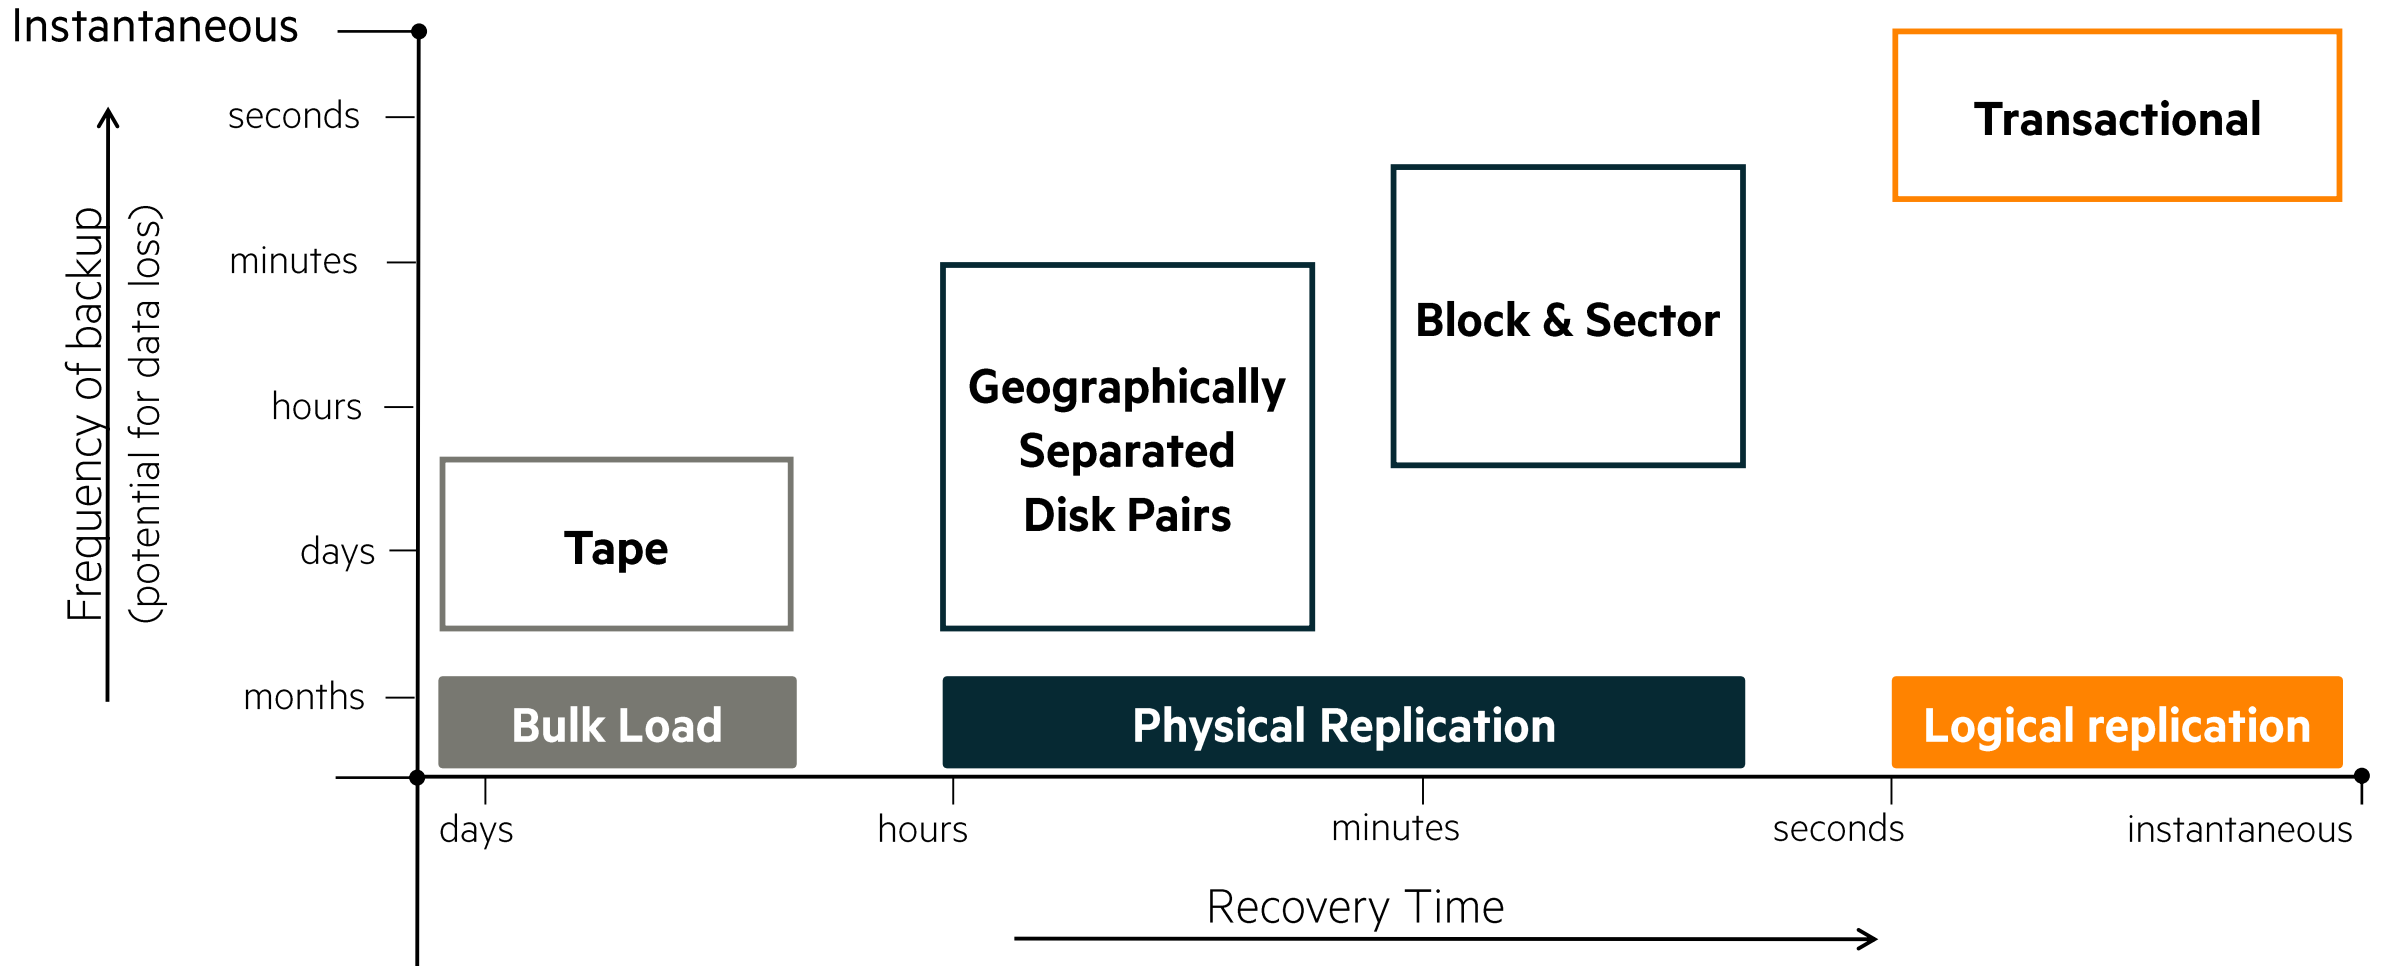 Instantaneous
seconds
minutes
hours
days
months
Frequency of backup
(potential for data loss)
Transactional
Block & Sector
Geographically
Separated
Disk Pairs
Tape
Bulk Load
Physical Replication
Logical replication
days
hours
minutes
seconds
instantaneous
Recovery Time